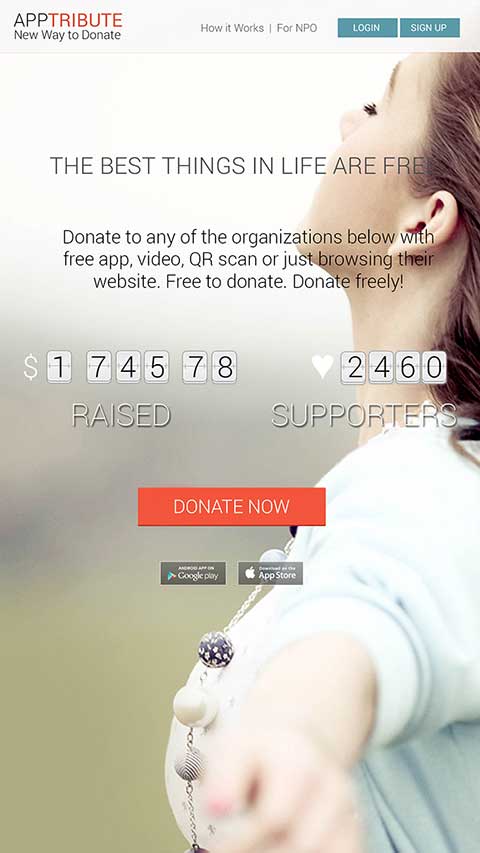 APPTRIBUTE
New Way to Donate
How it Works | For NPO
LOGIN
SIGN UP
THE BEST THINGS IN LIFE ARE FREE
Donate to any of the organizations below with
free app, video, QR scan or just browsing their
website. Free to donate. Donate freely!
$ 1 745 78
♥ 2460
RAISED
SUPPORTERS
DONATE NOW
ANDROID APP ON
Google play
Download on the
App Store